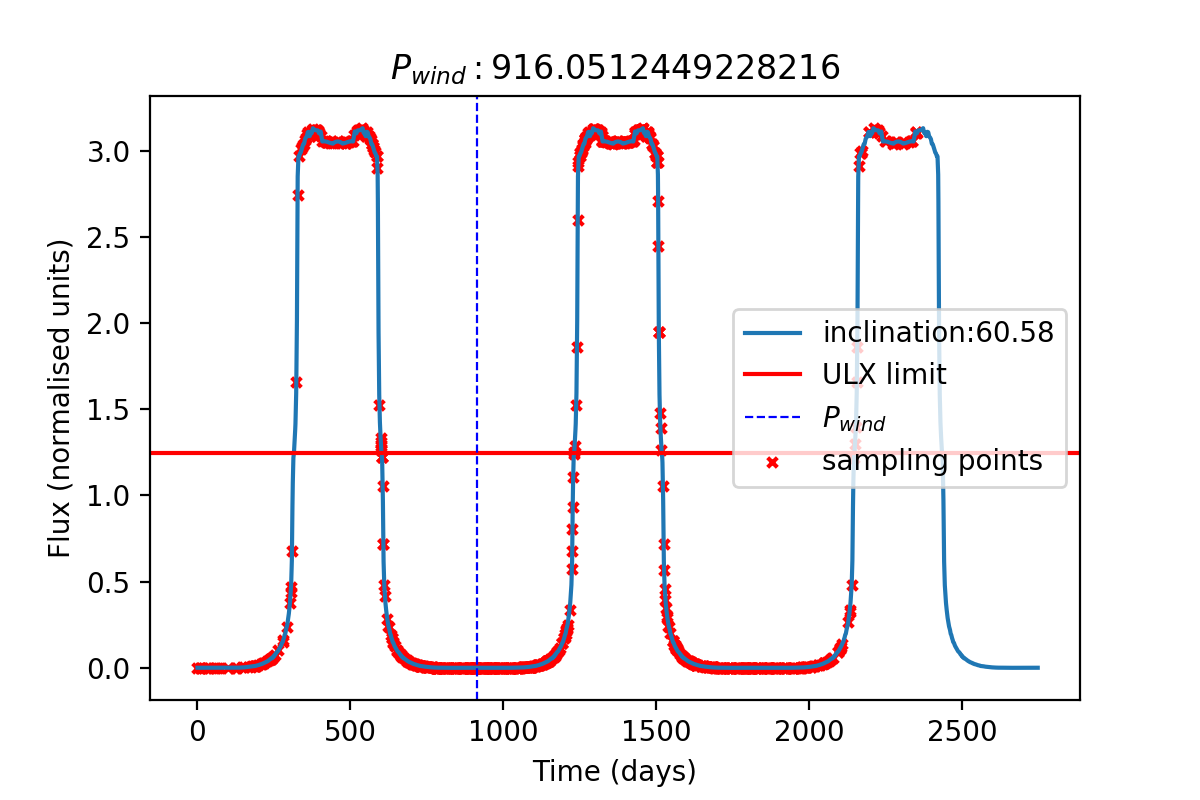 P_wind : 916.0512449228216
3.0
2.5
2.0
1.5
1.0
0.5
0.0
Flux (normalised units)
inclination:60.58
ULX limit
P_wind
sampling points
0 500 1000 1500 2000 2500
Time (days)